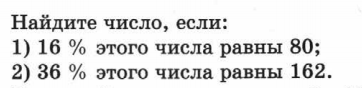 Найдите число, если:
1) 16 % этого числа равны 80;
2) 36 % этого числа равны 162.